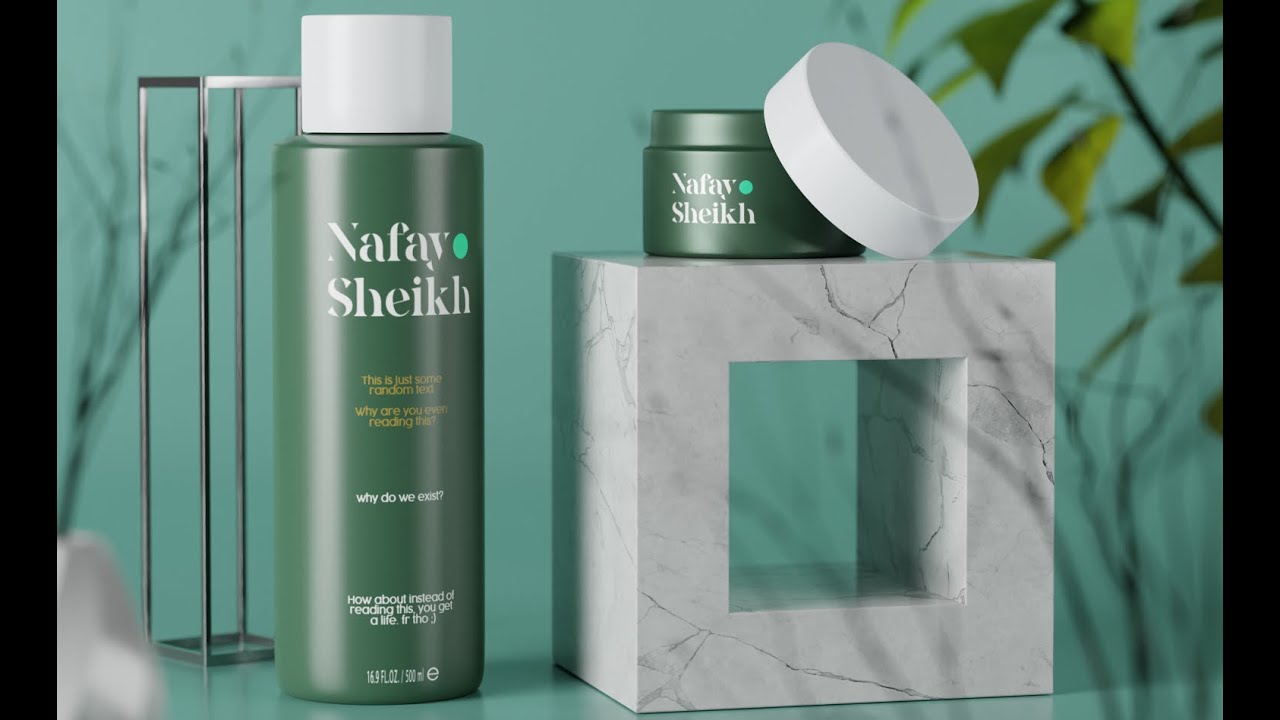 Nafay
Sheikh
This is just some
random text
Why are you even
reading this?
why do we exist?
How about instead of
reading this, you get
a life. fr tho ;)
16.9 FL.OZ. / 500 ml ℮
Nafay
Sheikh